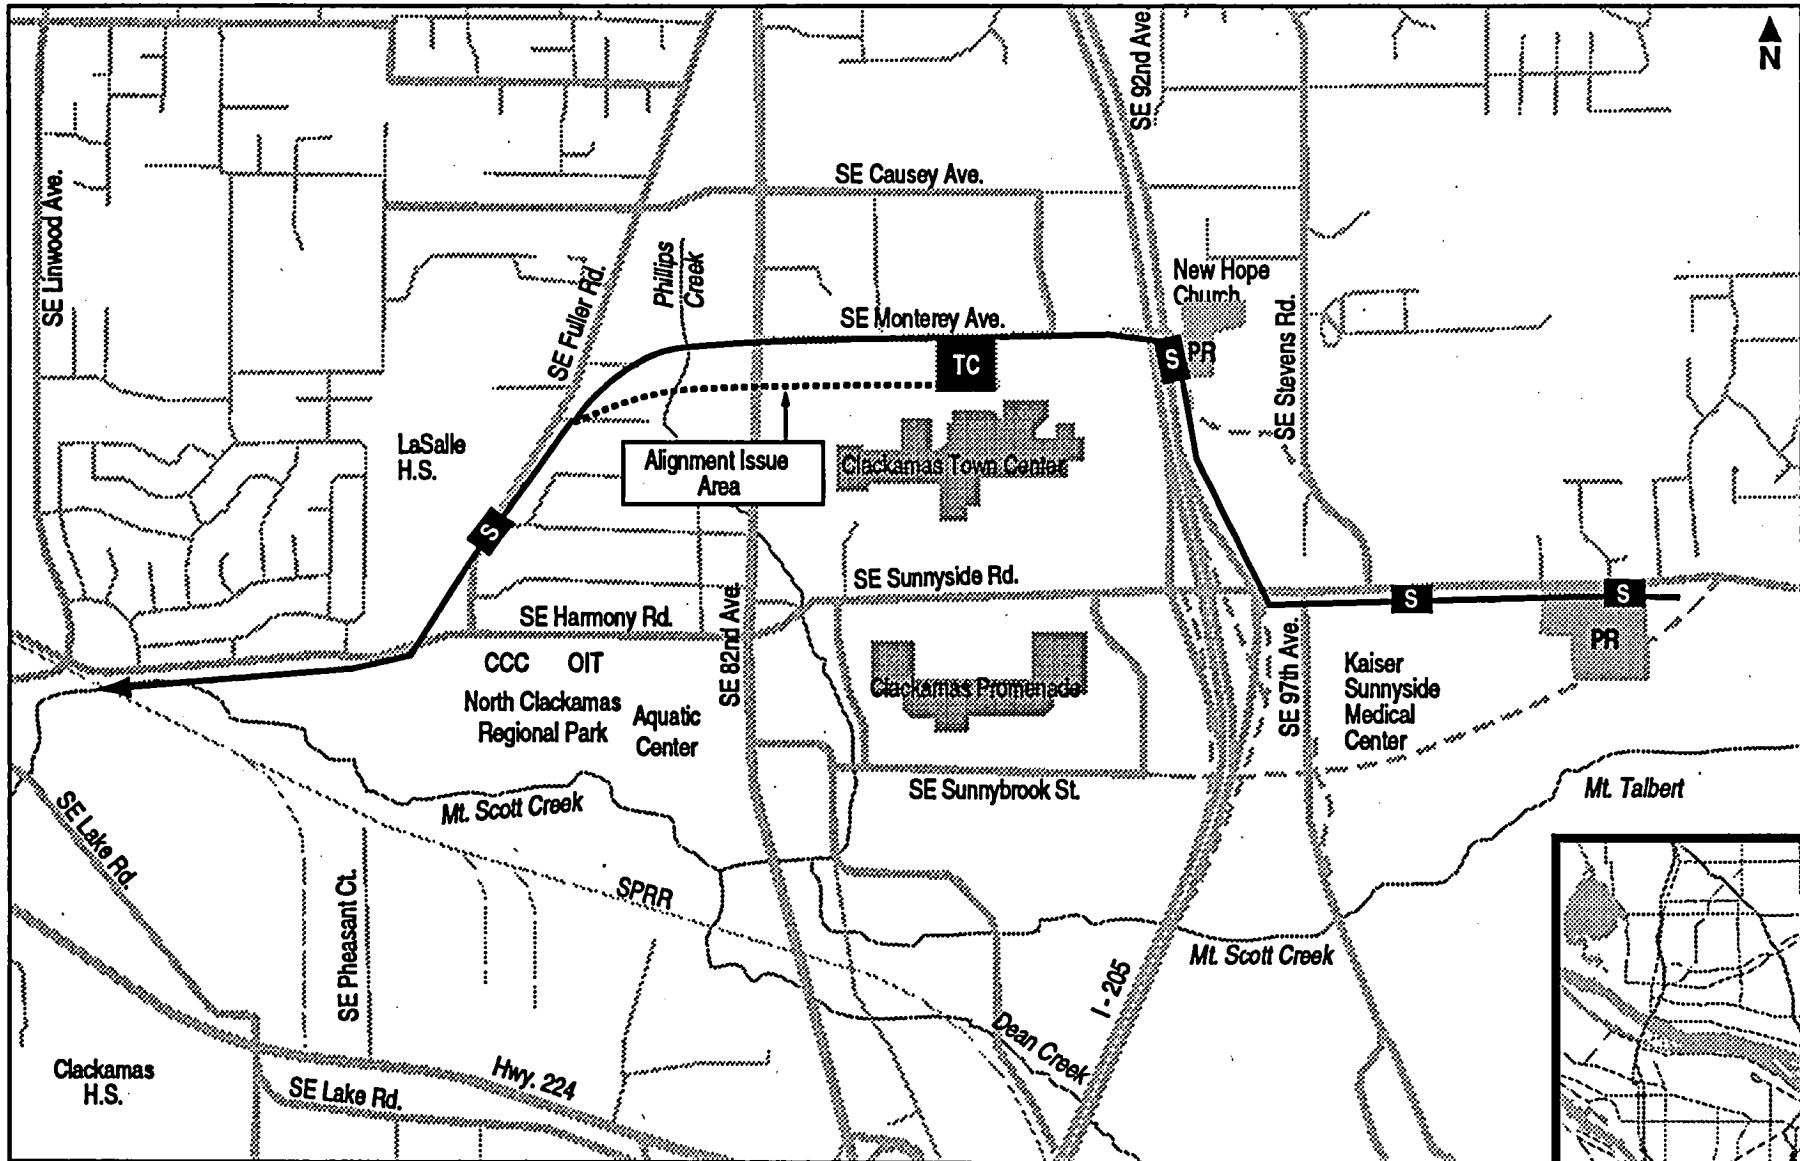 N
SE 92nd Ave.
SE Linwood Ave.
SE Causey Ave.
Phillips
Creek
SE Fuller Rd.
New Hope
Church
SE Monterey Ave.
SE Stevens Rd.
TC
S
PR
LaSalle
H.S.
Alignment Issue
Area
Clackamas Town Center
S
SE Sunnyside Rd.
SE Harmony Rd.
S
S
PR
SE 82nd Ave.
SE 97th Ave.
CCC
OIT
Kaiser
Sunnyside
Medical
Center
North Clackamas
Regional Park
Aquatic
Center
Clackamas Promenade
SE Sunnybrook St.
Mt. Talbert
Mt. Scott Creek
SE Lake Rd.
SE Pheasant Ct.
SPRR
Mt. Scott Creek
I - 205
Dean Creek
Clackamas
H.S.
Hwy. 224
SE Lake Rd.